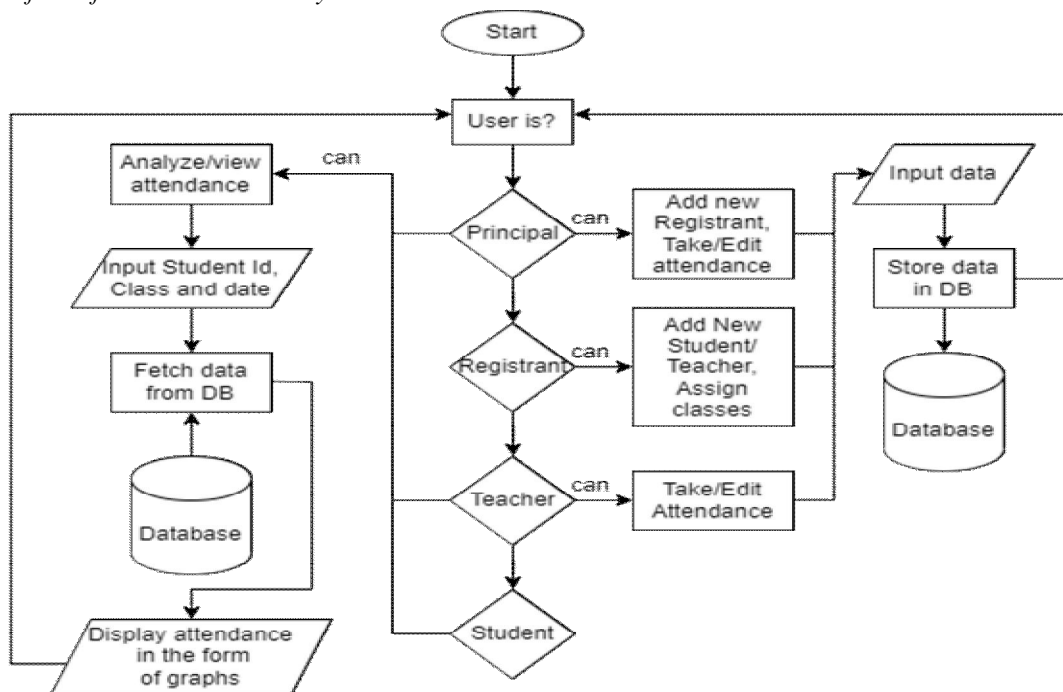 Start
User is?
can
Analyze/view
attendance
Input data
Principal
can
Add new
Registrant,
Take/Edit
attendance
Input Student Id,
Class and date
Store data
in DB
Registrant
can
Add New
Student/
Teacher,
Assign
classes
Fetch data
from DB
Database
Teacher
can
Take/Edit
Attendance
Database
Student
Display attendance
in the form
of graphs